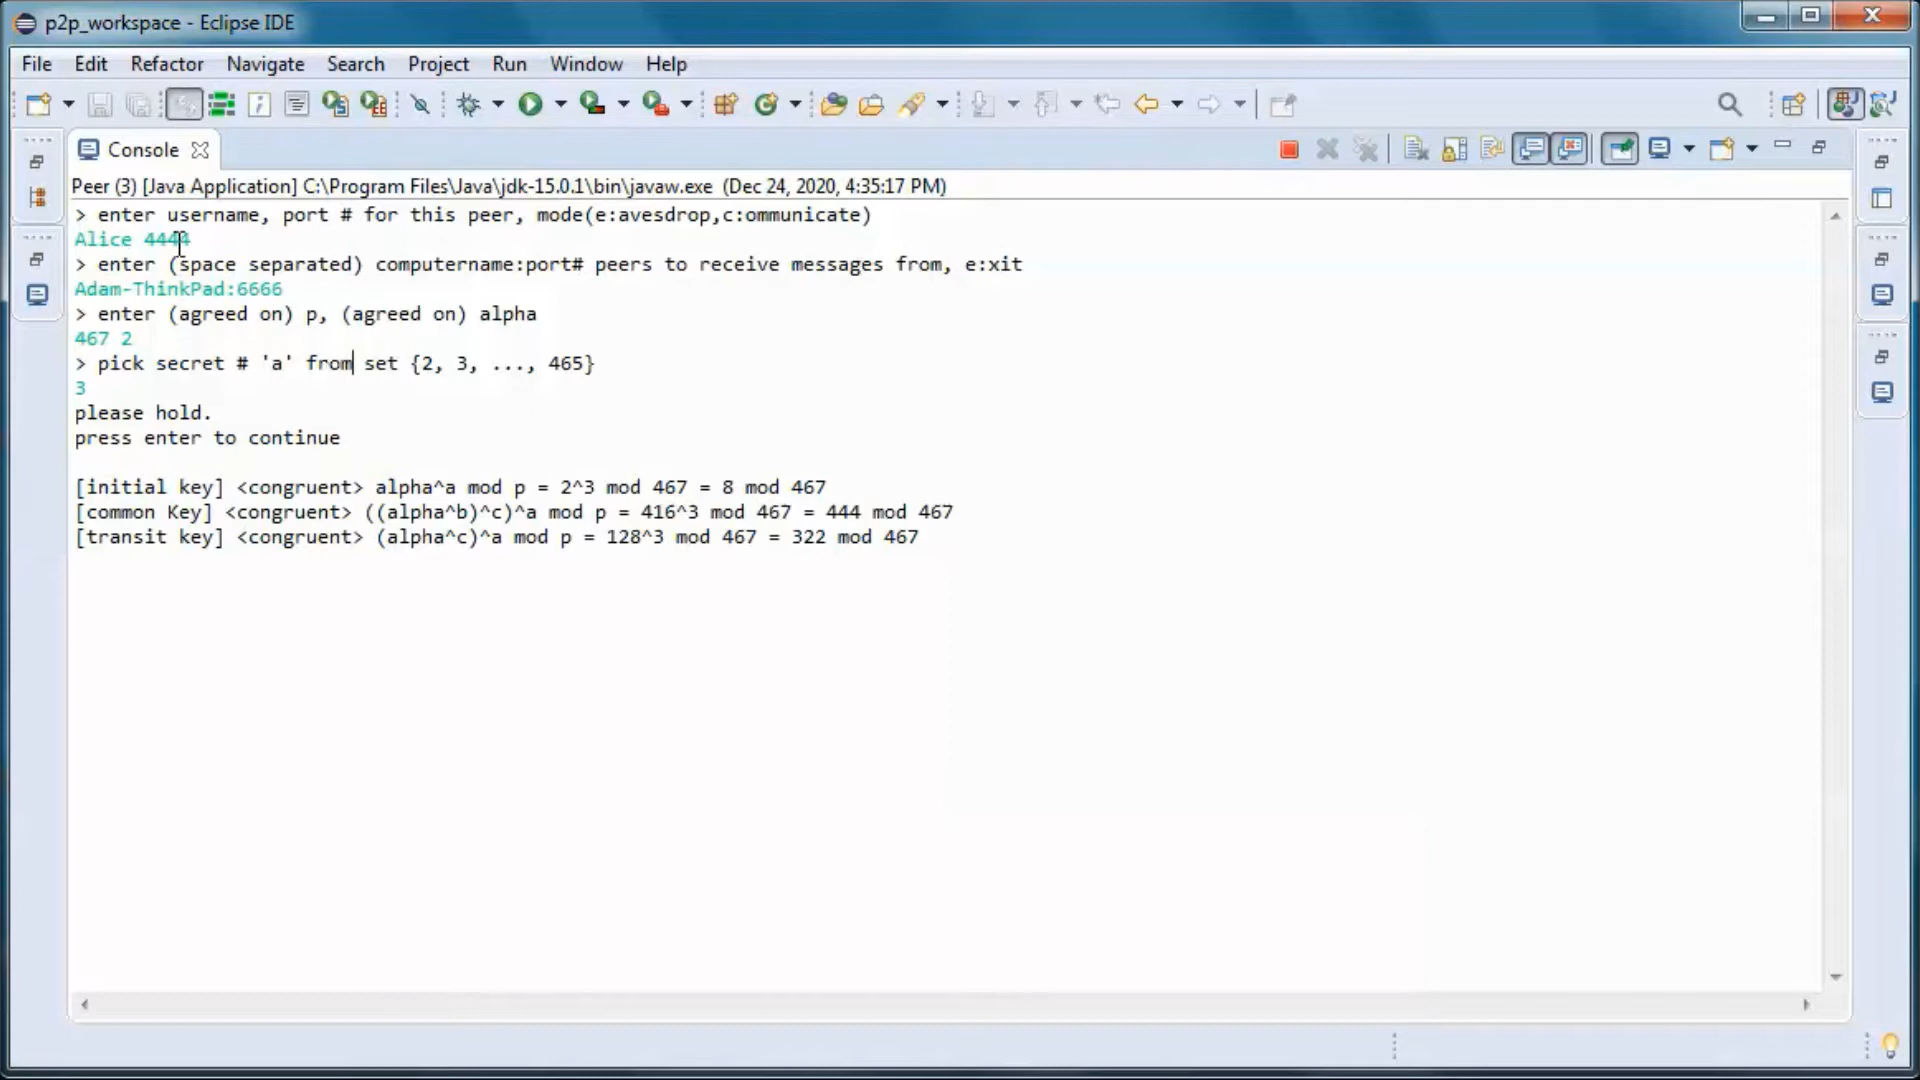 p2p_workspace - Eclipse IDE
File Edit Refactor Navigate Search Project Run Window Help
Console
Peer (3) [Java Application] C:\Program Files\Java\jdk-15.0.1\bin\javaw.exe (Dec 24, 2020, 4:35:17 PM)
> enter username, port # for this peer, mode(e:avesdrop,c:ommunicate)
Alice 4444
> enter (space separated) computername:port# peers to receive messages from, e:xit
Adam-ThinkPad:6666
> enter (agreed on) p, (agreed on) alpha
467 2
> pick secret # 'a' from set {2, 3, ..., 465}
3
please hold.
press enter to continue
[initial key] <congruent> alpha^a mod p = 2^3 mod 467 = 8 mod 467
[common Key] <congruent> ((alpha^b)^c)^a mod p = 416^3 mod 467 = 444 mod 467
[transit key] <congruent> (alpha^c)^a mod p = 128^3 mod 467 = 322 mod 467